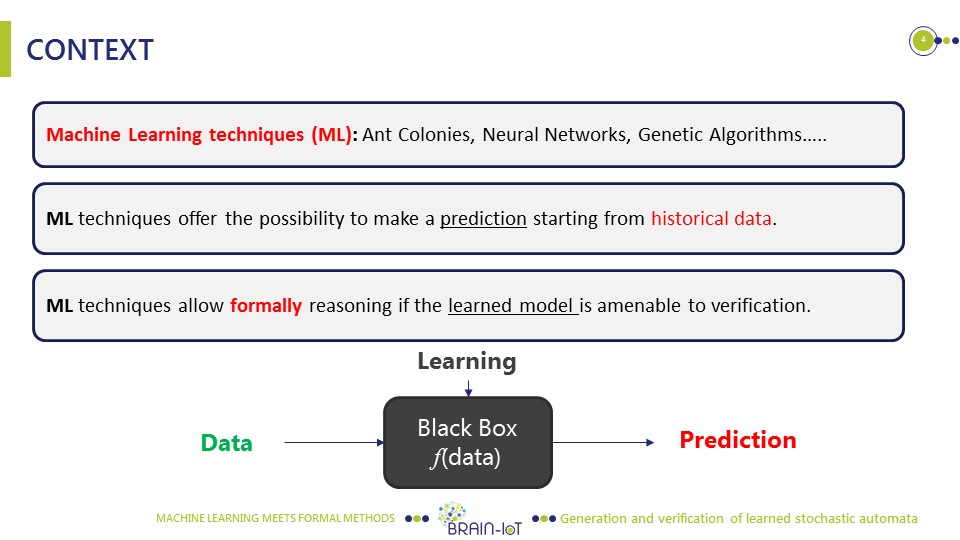 CONTEXT
4
Machine Learning techniques (ML): Ant Colonies, Neural Networks, Genetic Algorithms…..
ML techniques offer the possibility to make a prediction starting from historical data.
ML techniques allow formally reasoning if the learned model is amenable to verification.
Learning
Black Box
f(data)
Data
Prediction
MACHINE LEARNING MEETS FORMAL METHODS
BRAIN-IoT
Generation and verification of learned stochastic automata